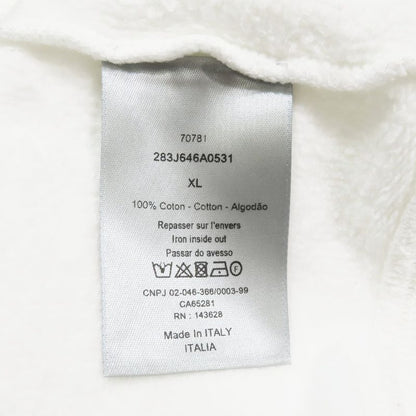 70781
283J646A0531
XL
100% Coton - Cotton - Algodão
Repasser sur l'envers
Iron inside out
Passar do avesso
CNPJ 02-046-366/0003-99
CA65281
RN : 143628
Made In ITALY
ITALIA